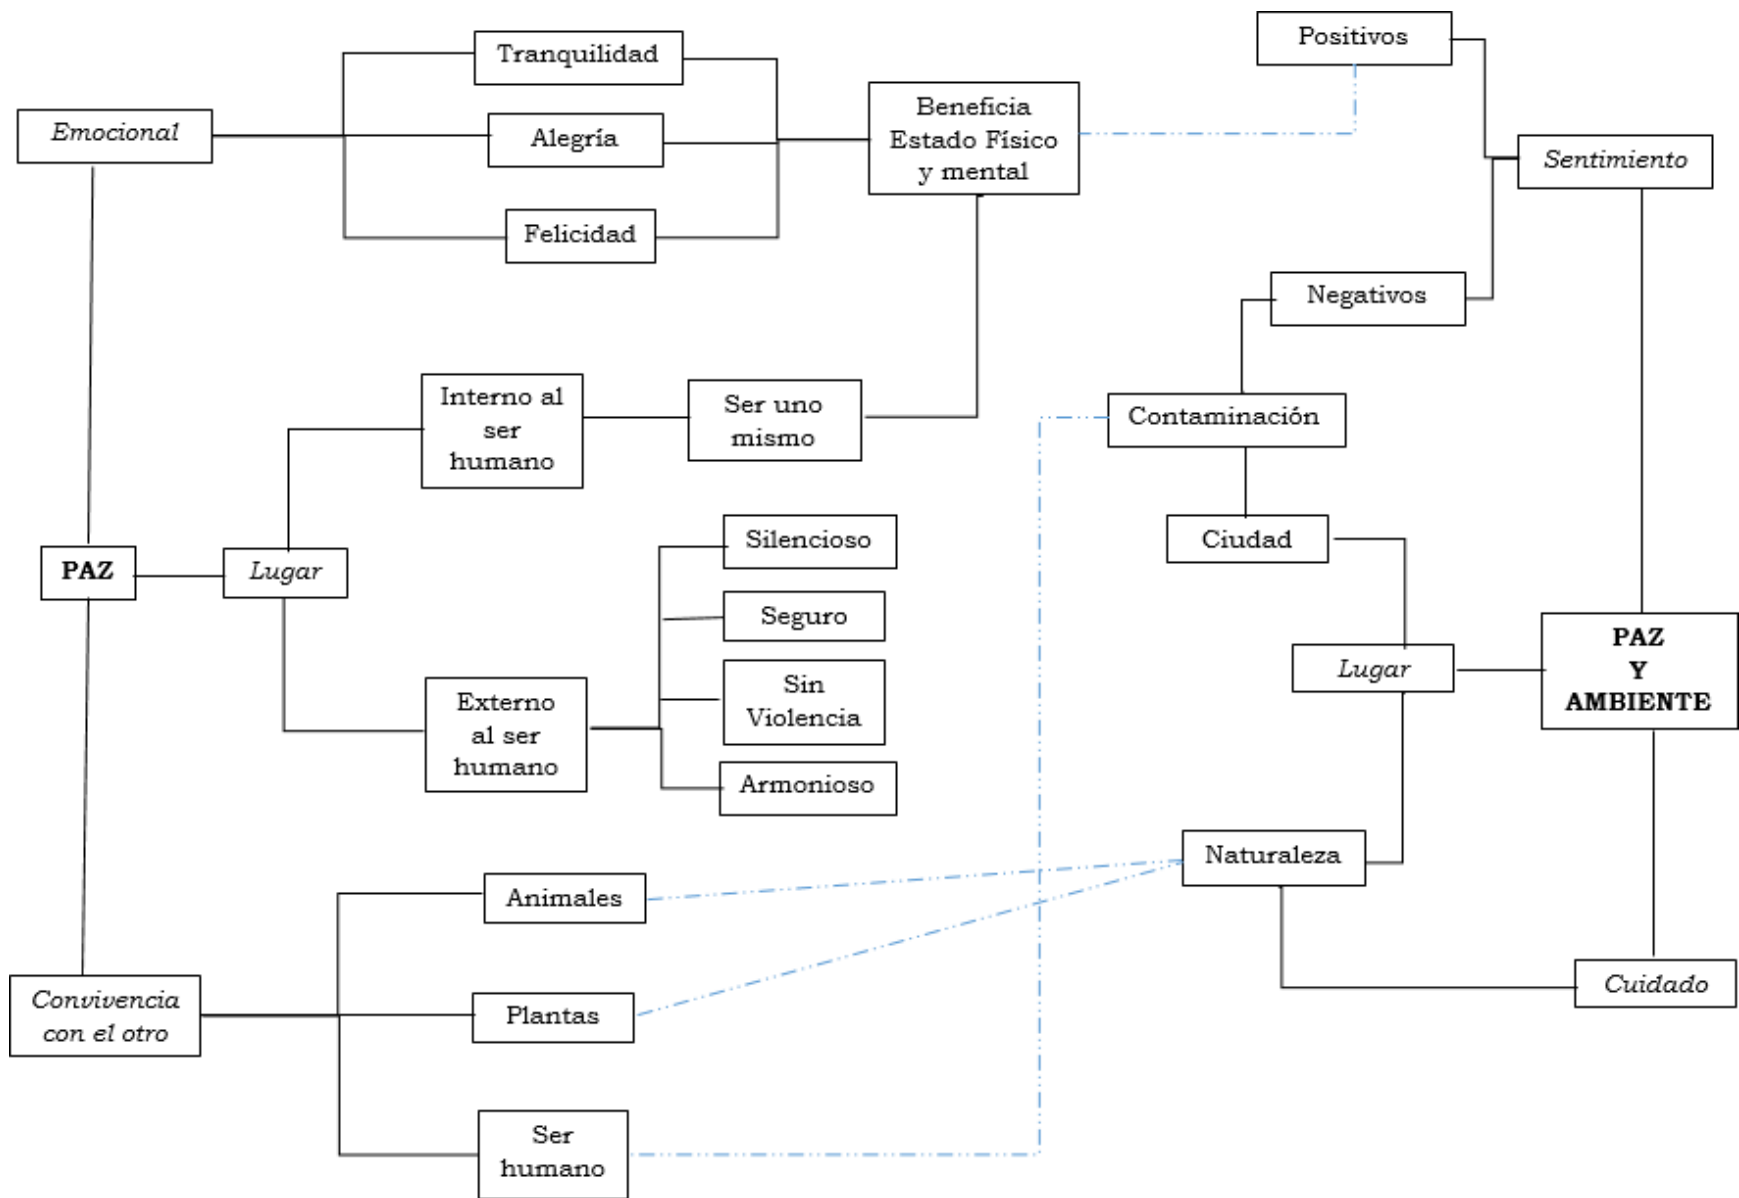 Emocional
Tranquilidad
Alegría
Felicidad
Beneficia
Estado Físico
y mental
PAZ
Lugar
Interno al
ser
humano
Ser uno
mismo
Externo
al ser
humano
Silencioso
Seguro
Sin
Violencia
Armonioso
Convivencia
con el otro
Animales
Plantas
Ser
humano
Positivos
Sentimiento
Negativos
Contaminación
Ciudad
Lugar
PAZ
Y
AMBIENTE
Naturaleza
Cuidado